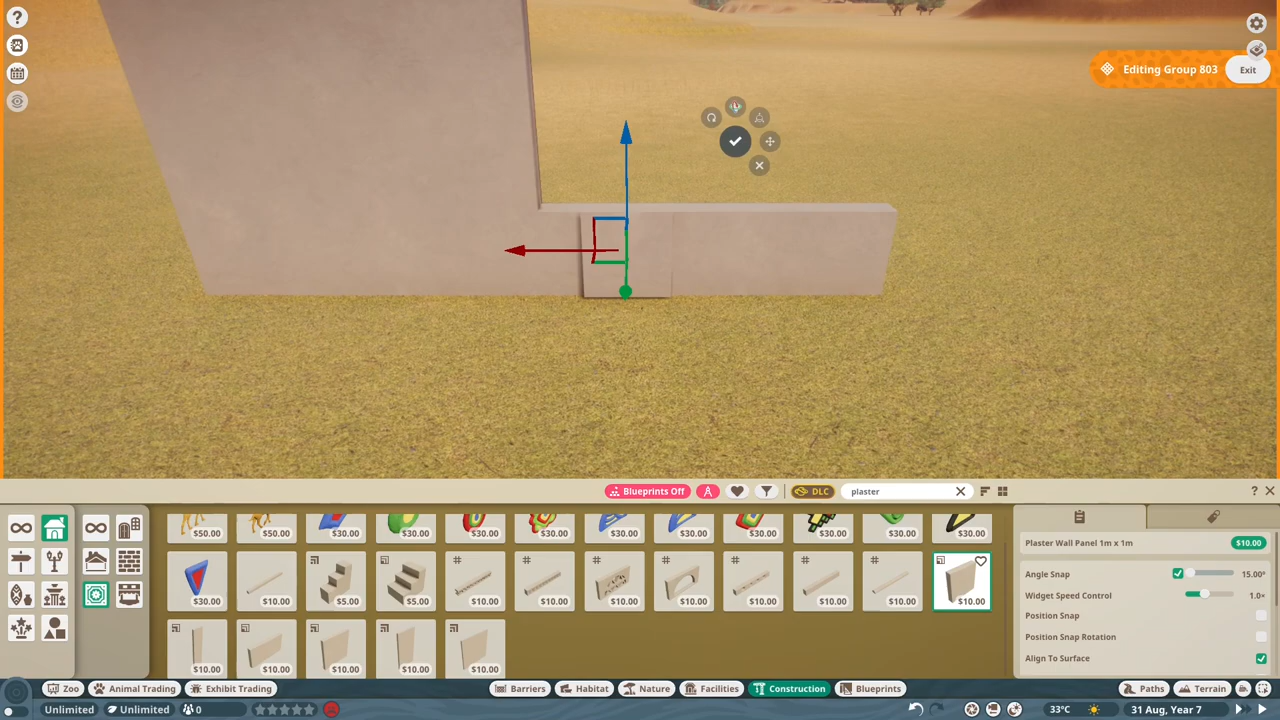 Editing Group 803
Exit
Blueprints Off
DLC
plaster
?
$50.00
$50.00
$30.00
$30.00
$30.00
$30.00
$30.00
$30.00
$30.00
$30.00
$30.00
$30.00
$30.00
$10.00
$5.00
$5.00
$10.00
$10.00
$10.00
$10.00
$10.00
$10.00
$10.00
$10.00
$10.00
$10.00
$10.00
$10.00
$10.00
Plaster Wall Panel 1m x 1m
$10.00
Angle Snap
15.00°
Widget Speed Control
1.0×
Position Snap
Position Snap Rotation
Align To Surface
Zoo
Animal Trading
Exhibit Trading
Barriers
Habitat
Nature
Facilities
Construction
Blueprints
Paths
Terrain
Unlimited
Unlimited
0
33°C
31 Aug, Year 7